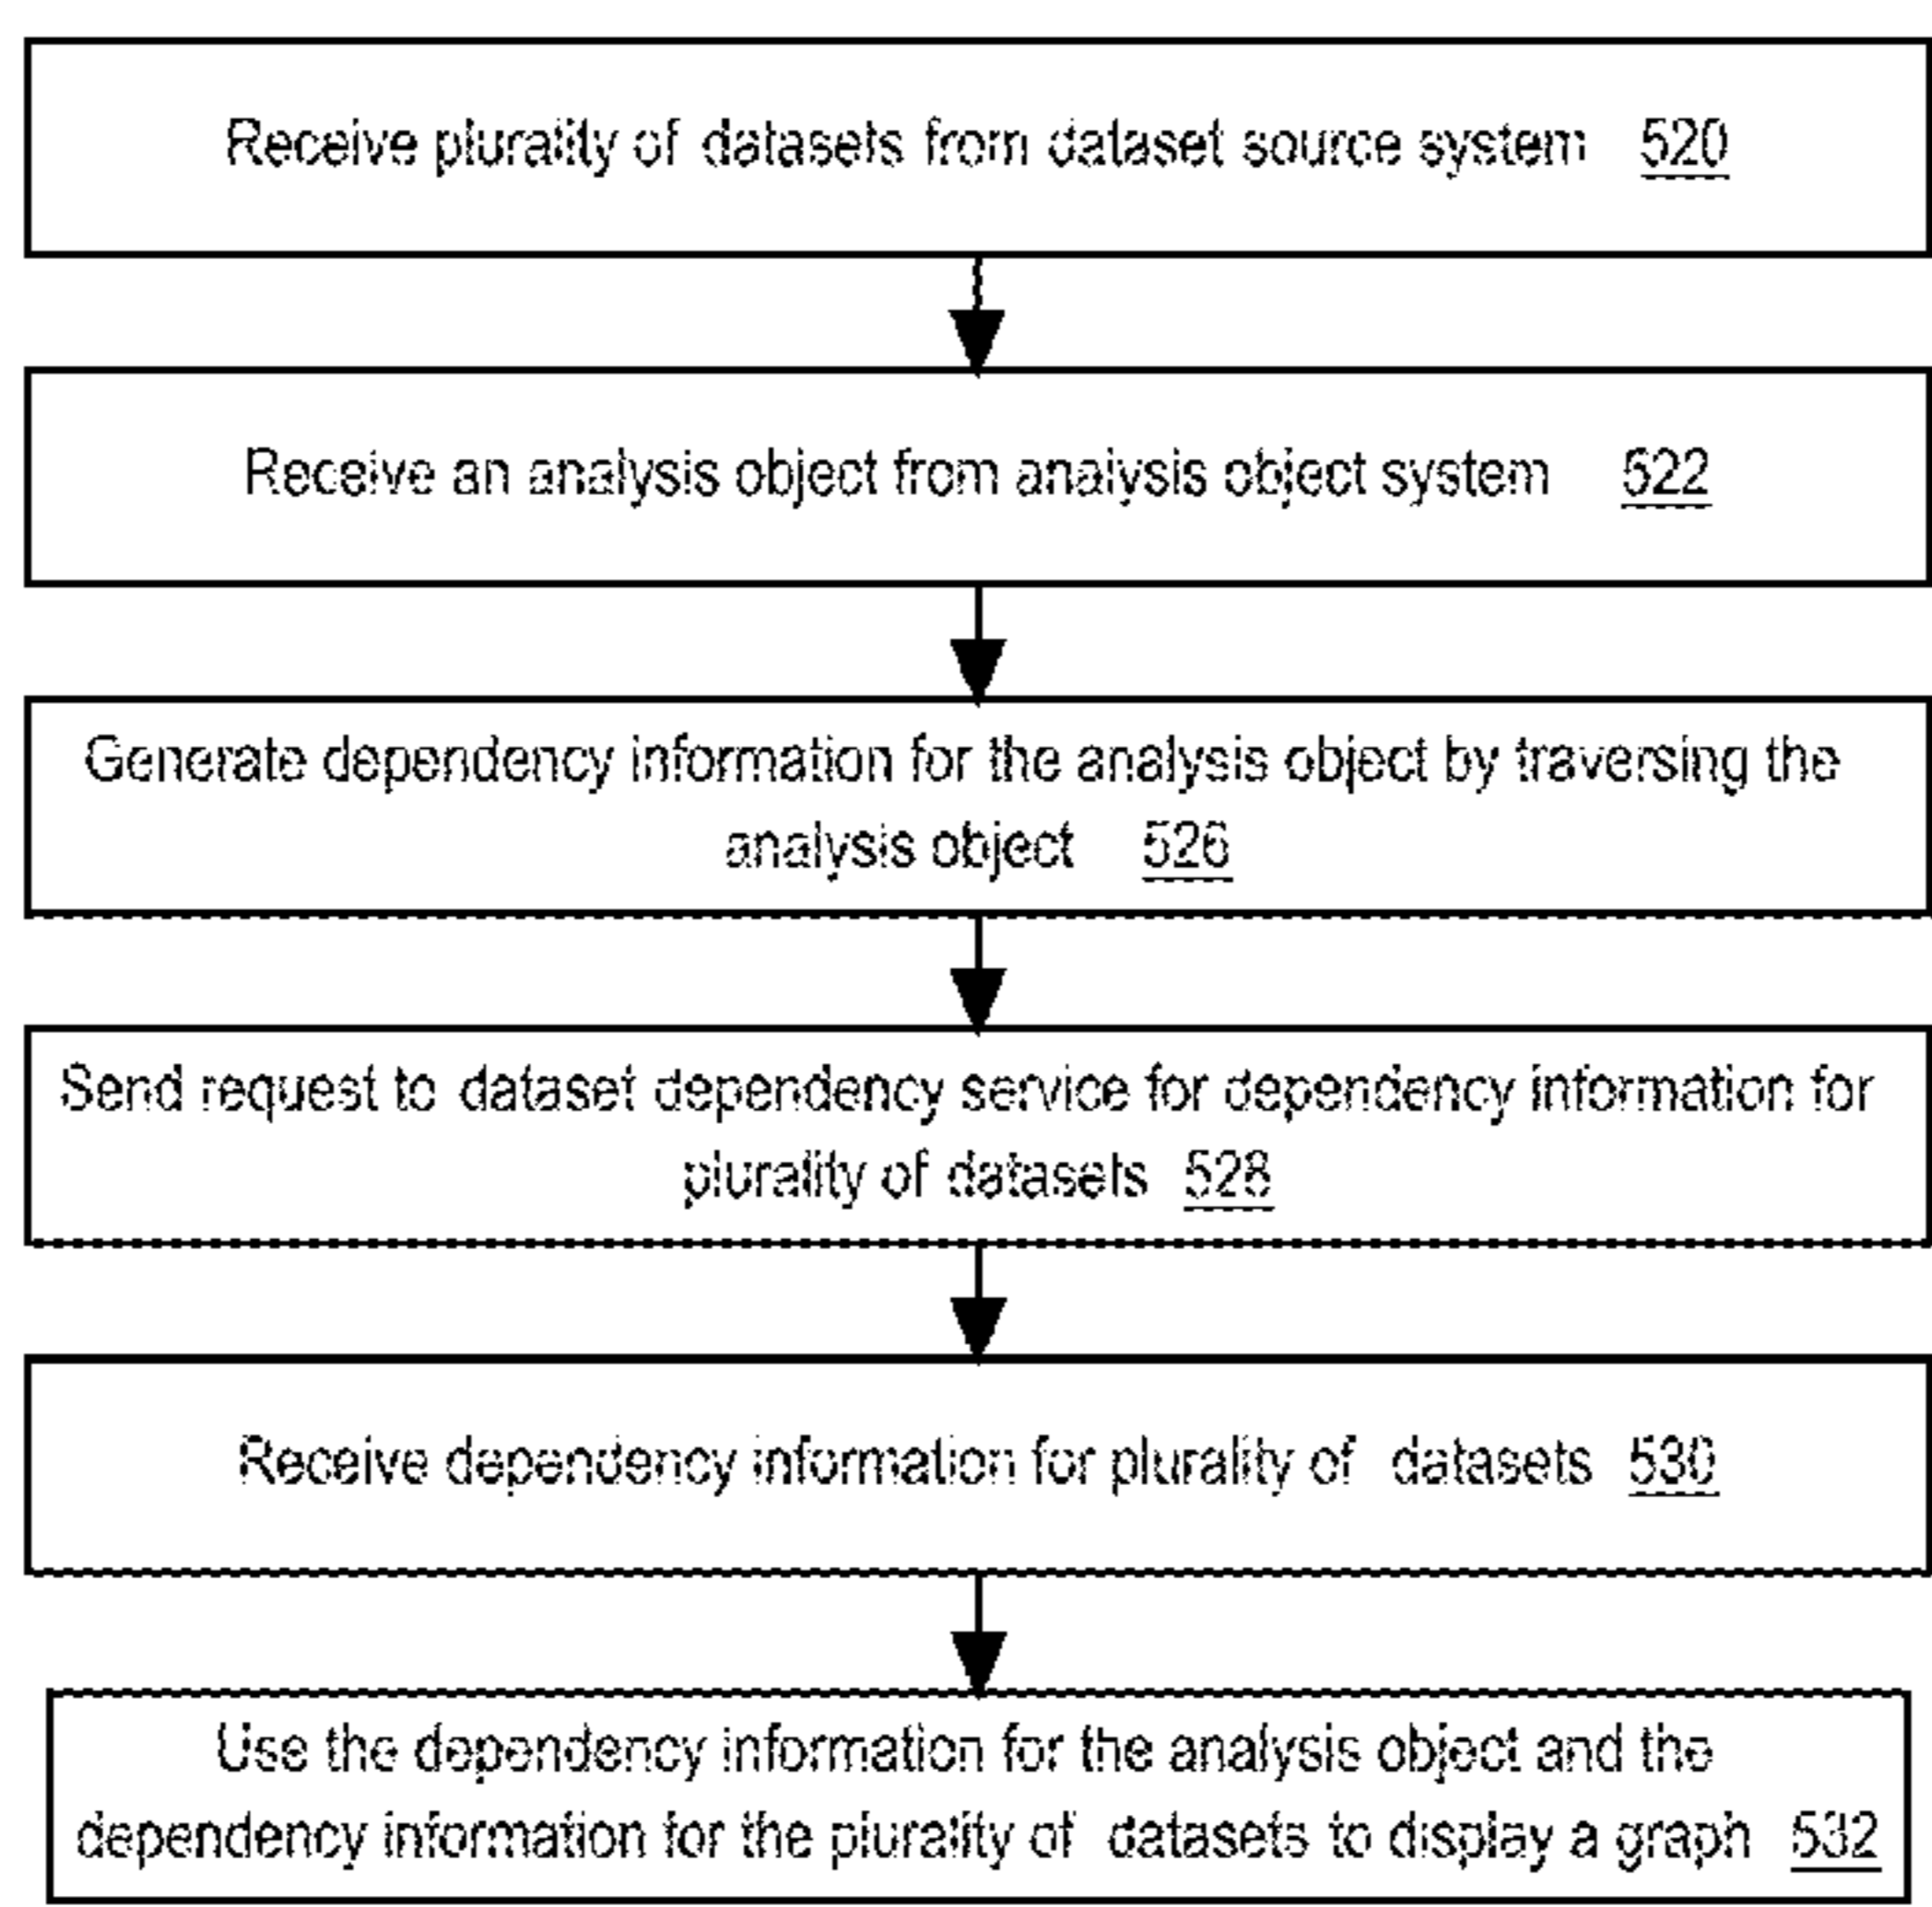 Receive plurality of datasets from dataset source system 520
Receive an analysis object from analysis object system 522
Generate dependency information for the analysis object by traversing the
analysis object 526
Send request to dataset dependency service for dependency information for
plurality of datasets 528
Receive dependency information for plurality of datasets 530
Use the dependency information for the analysis object and the
dependency information for the plurality of datasets to display a graph 532